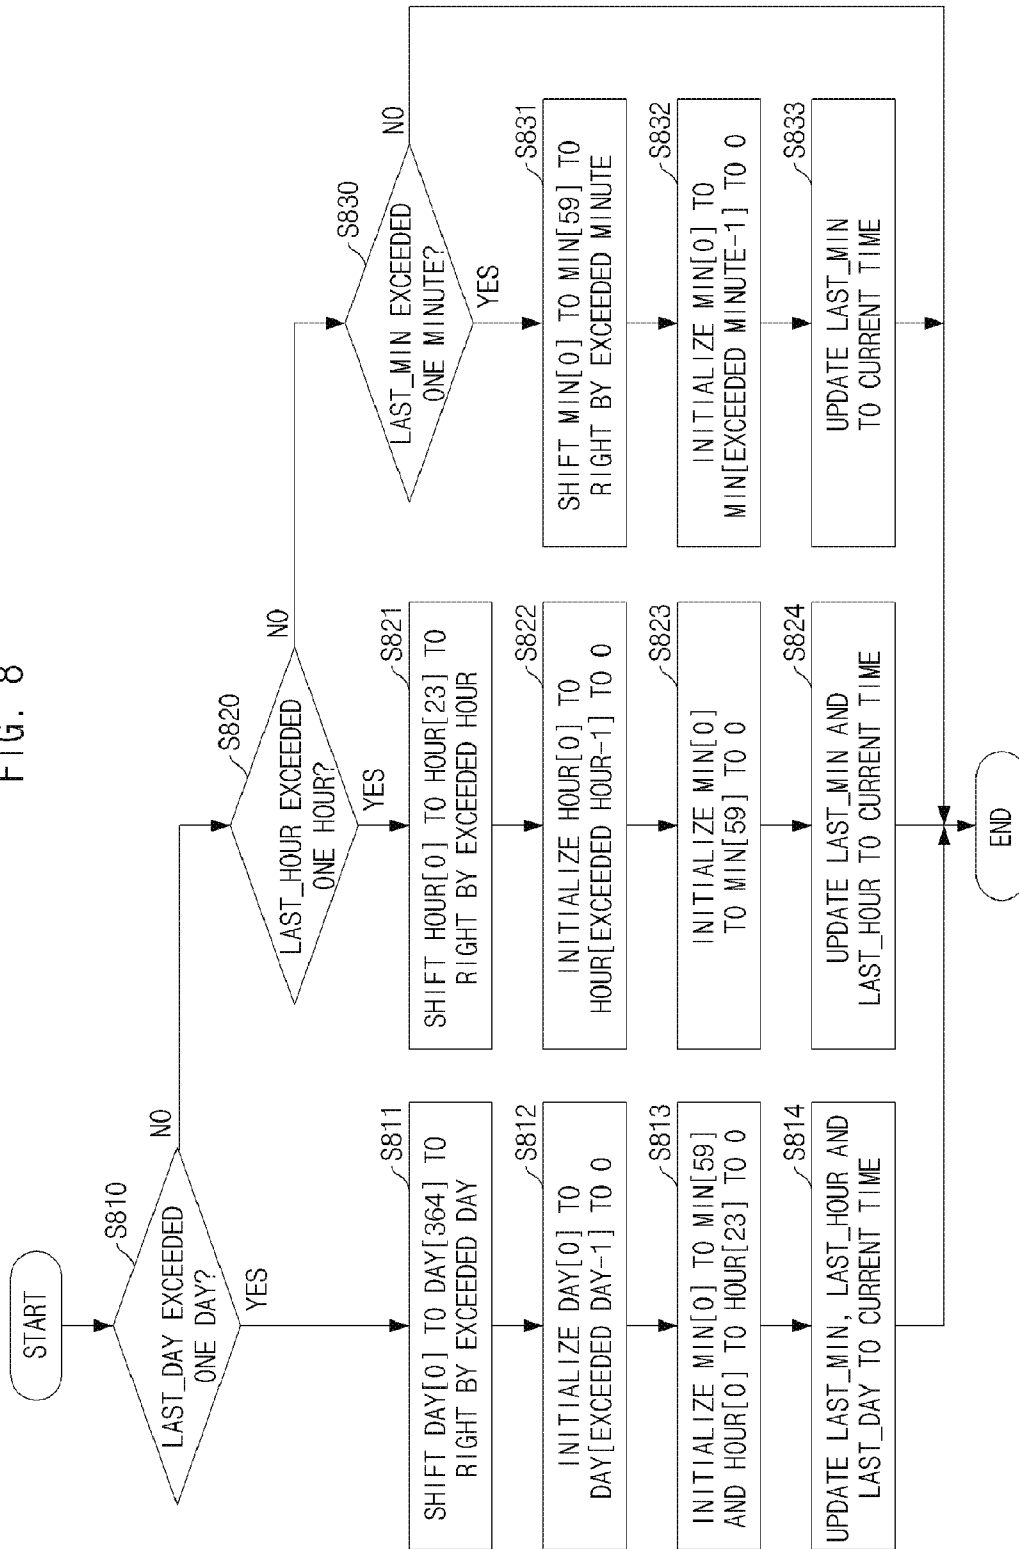 FIG. 8
START
S810
LAST_DAY EXCEEDED
ONE DAY?
NO
YES
S811
SHIFT DAY[0] TO DAY[364] TO
RIGHT BY EXCEEDED DAY
S812
INITIALIZE DAY[0] TO
DAY[EXCEEDED DAY-1] TO 0
S813
INITIALIZE MIN[0] TO MIN[59]
AND HOUR[0] TO HOUR[23] TO 0
S814
UPDATE LAST_MIN, LAST_HOUR AND
LAST_DAY TO CURRENT TIME
S820
LAST_HOUR EXCEEDED
ONE HOUR?
NO
YES
S821
SHIFT HOUR[0] TO HOUR[23] TO
RIGHT BY EXCEEDED HOUR
S822
INITIALIZE HOUR[0] TO
HOUR[EXCEEDED HOUR-1] TO 0
S823
INITIALIZE MIN[0]
TO MIN[59] TO 0
S824
UPDATE LAST_MIN AND
LAST_HOUR TO CURRENT TIME
S830
LAST_MIN EXCEEDED
ONE MINUTE?
NO
YES
S831
SHIFT MIN[0] TO MIN[59] TO
RIGHT BY EXCEEDED MINUTE
S832
INITIALIZE MIN[0] TO
MIN[EXCEEDED MINUTE-1] TO 0
S833
UPDATE LAST_MIN
TO CURRENT TIME
END